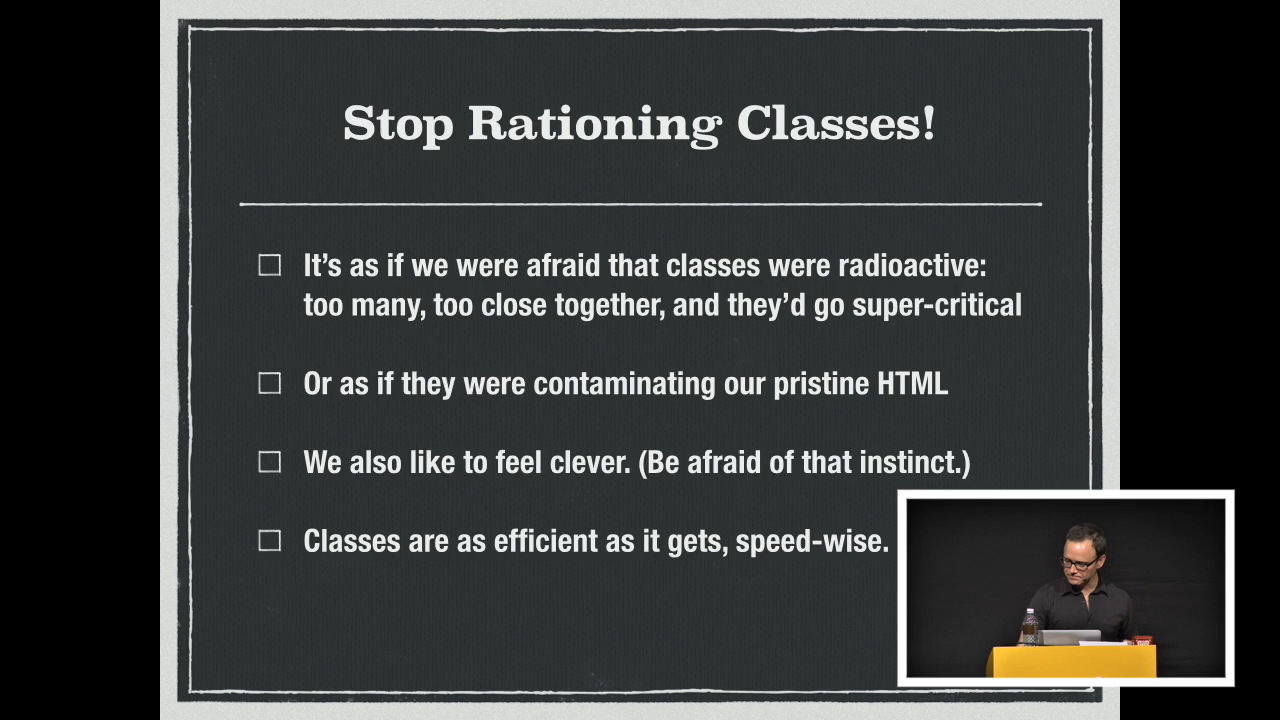 Stop Rationing Classes!
It’s as if we were afraid that classes were radioactive:
too many, too close together, and they’d go super-critical
Or as if they were contaminating our pristine HTML
We also like to feel clever. (Be afraid of that instinct.)
Classes are as efficient as it gets, speed-wise.